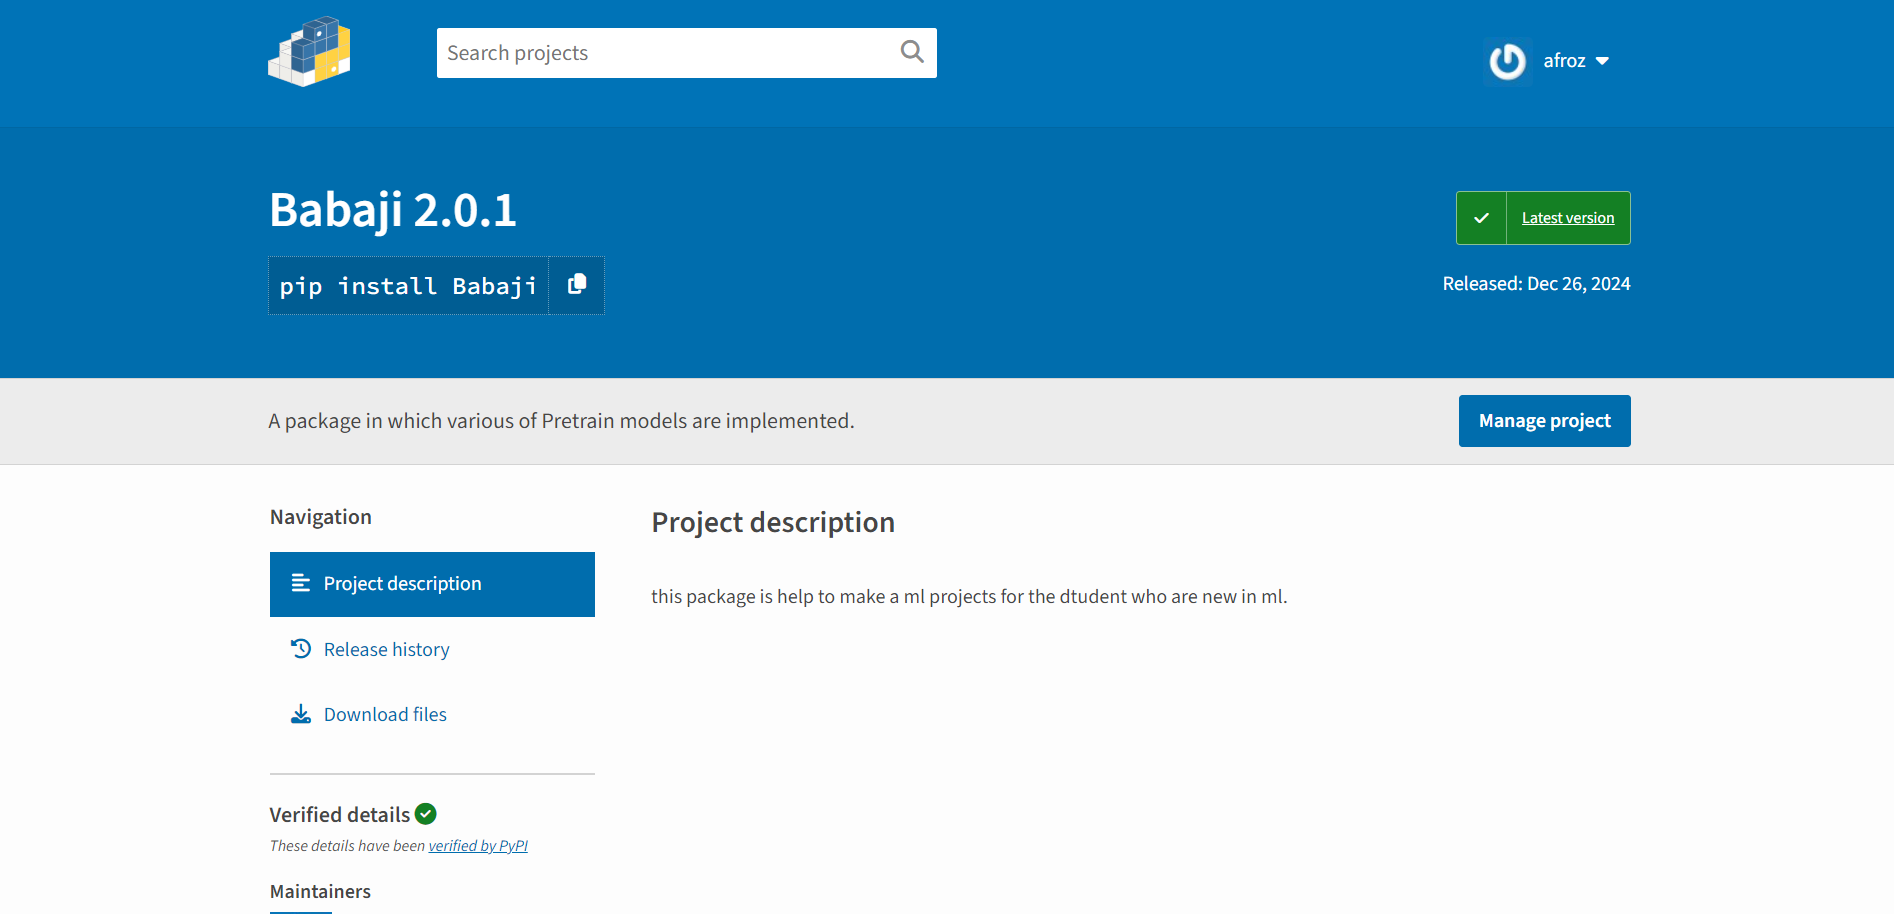 Search projects
afroz
Babaji 2.0.1
Latest version
pip install Babaji
Released: Dec 26, 2024
A package in which various of Pretrain models are implemented.
Manage project
Navigation
Project description
Release history
Download files
Verified details
These details have been verified by PyPI
Maintainers
Project description
this package is help to make a ml projects for the dtudent who are new in ml.